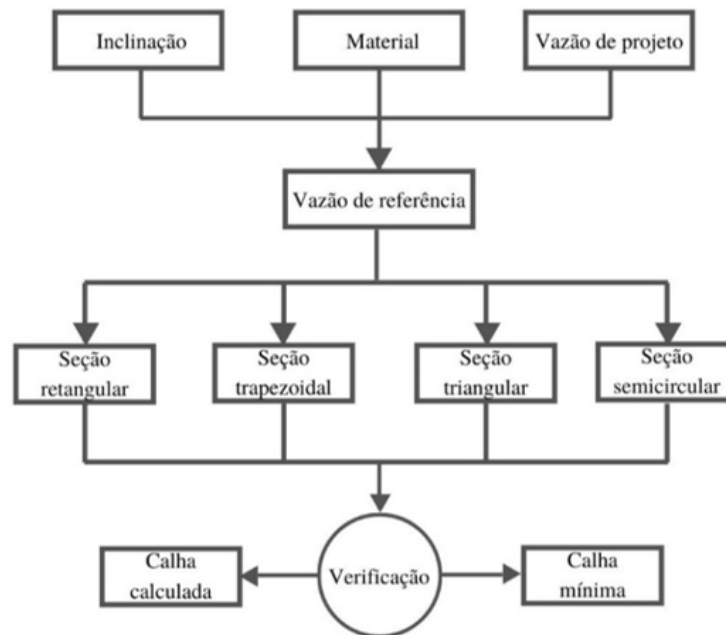 Inclinação
Material
Vazão de projeto
Vazão de referência
Seção
retangular
Seção
trapezoidal
Seção
triangular
Seção
semicircular
Verificação
Calha
calculada
Calha
mínima